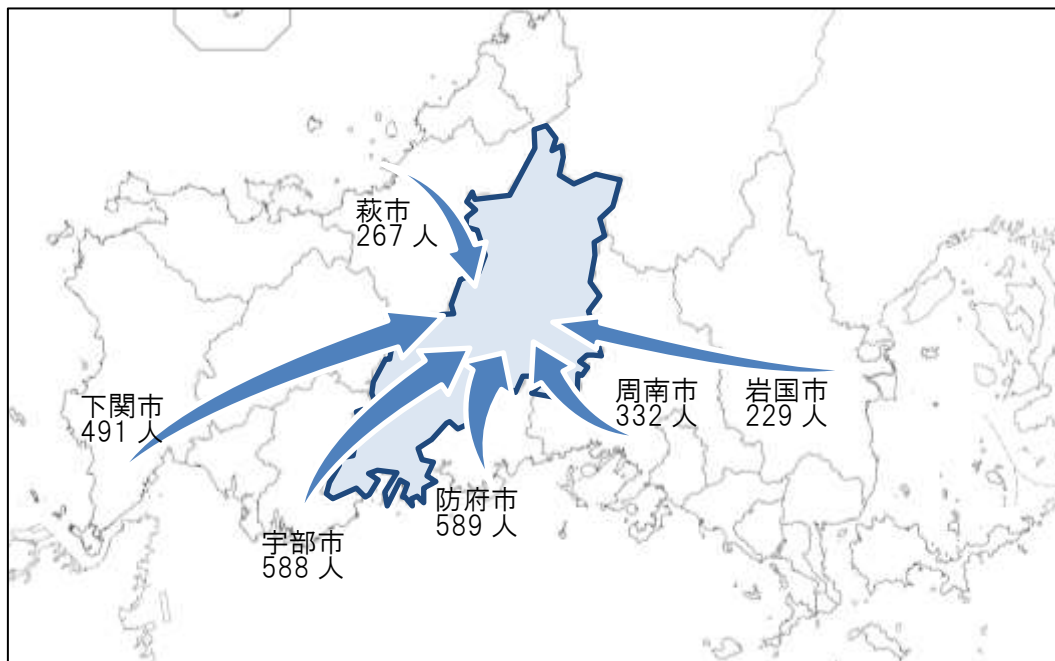 萩市
267 人
下関市
491 人
周南市
332 人
岩国市
229 人
防府市
589 人
宇部市
588 人